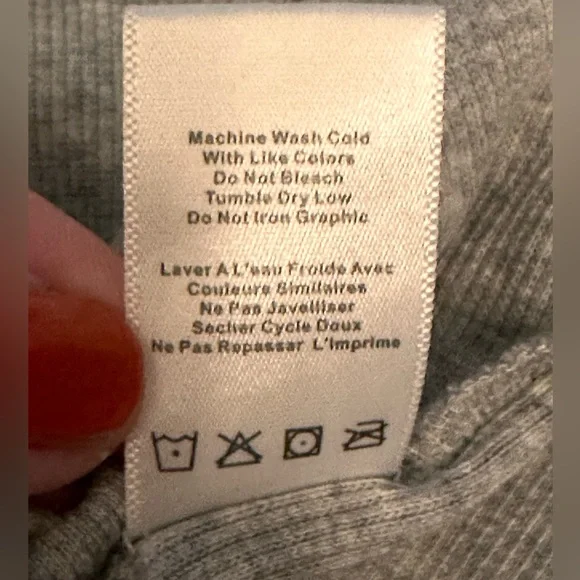 Machine Wash Cold
With Like Colors
Do Not Bleach
Tumble Dry Low
Do Not Iron Graphic
Laver A L'eau Froide Avec
Couleurs Similaires
Ne Pas Javelliser
Secher Cycle Doux
Ne Pas Repasser L'Imprime